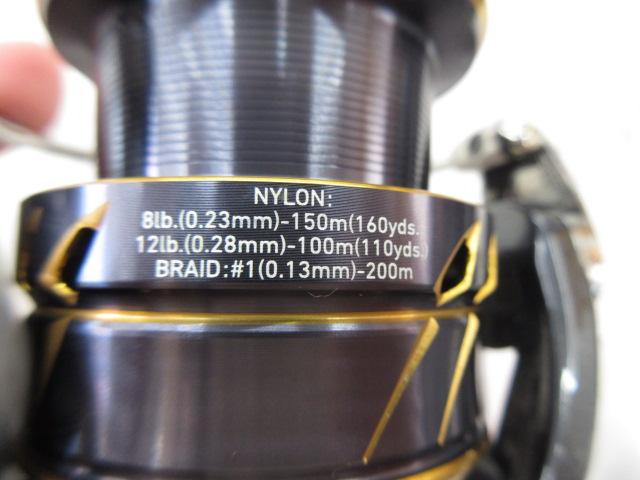 NYLON:
8lb.(0.23mm)-150m(160yds.
12lb.(0.28mm)-100m(110yds.)
BRAID:#1(0.13mm)-200m